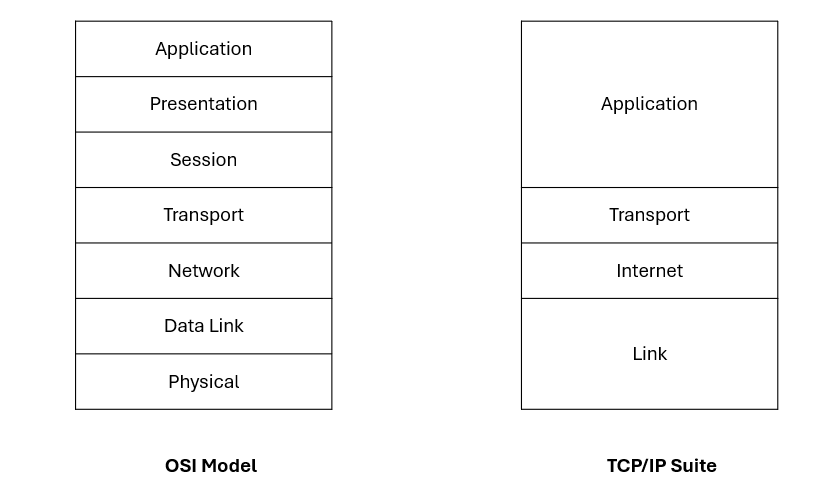 Application
Presentation
Session
Transport
Network
Data Link
Physical
OSI Model
Application
Transport
Internet
Link
TCP/IP Suite